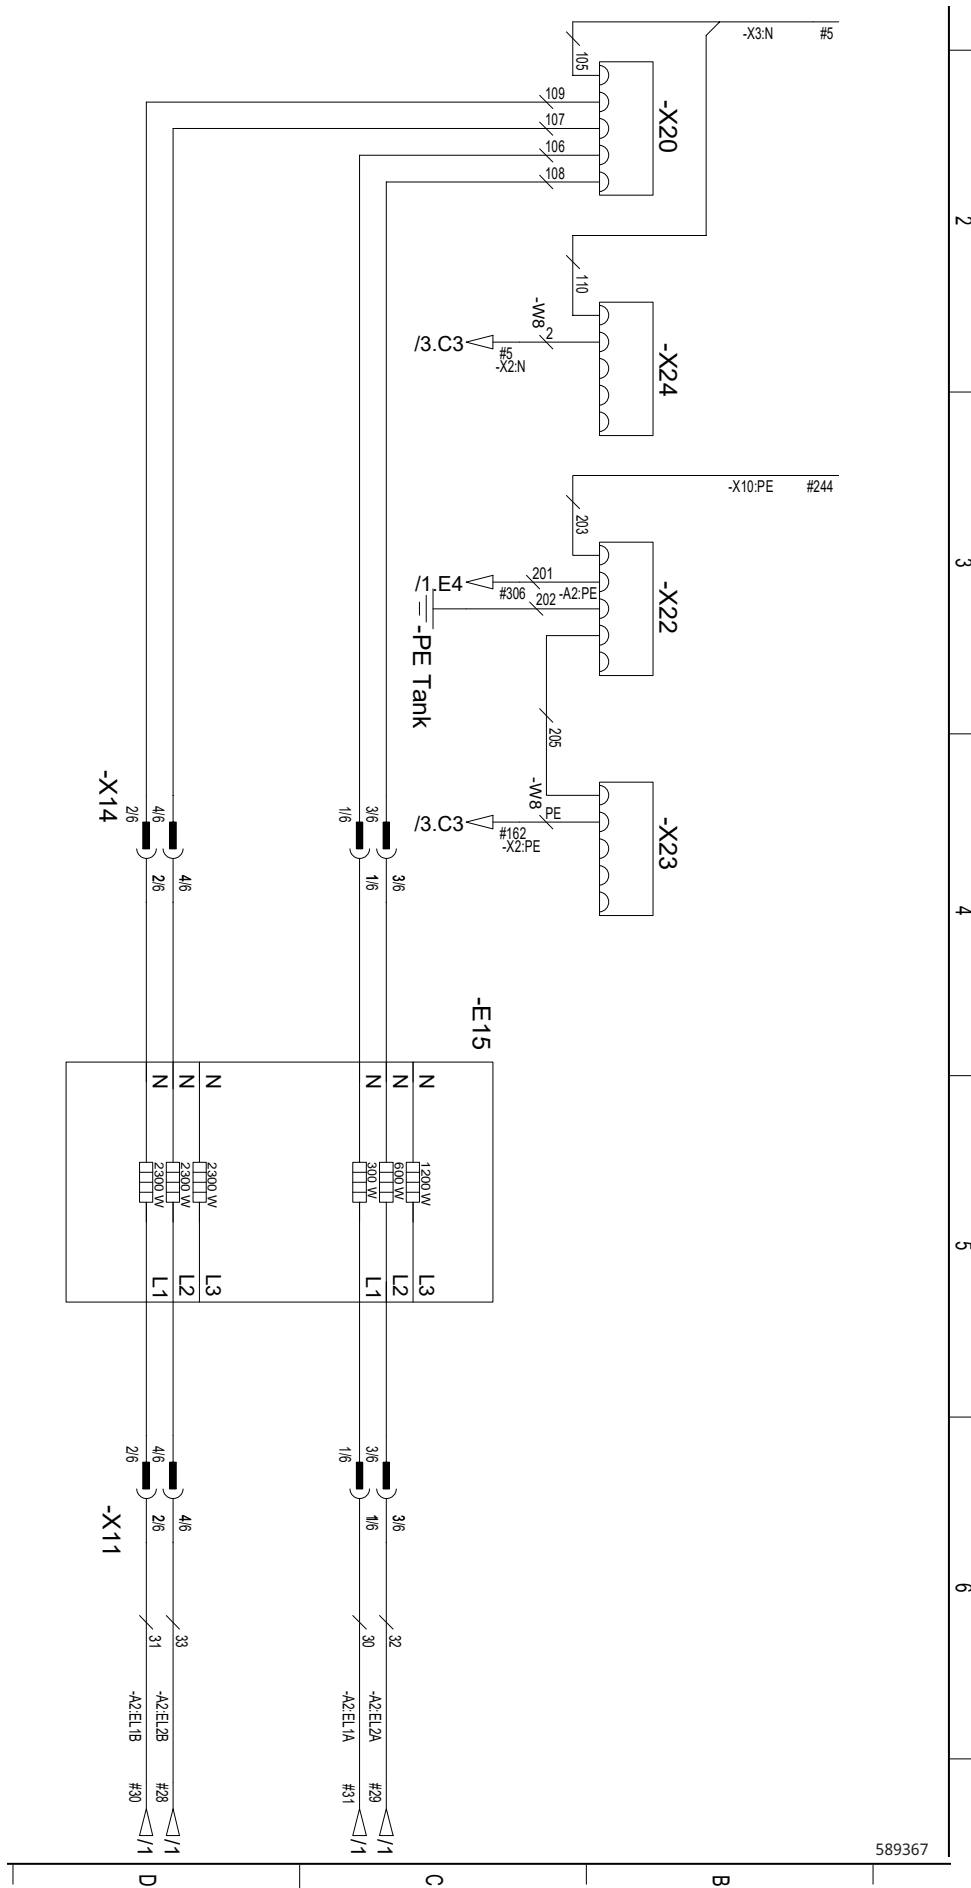 -X3:N #5
105
109
107
106
108
-X20
2
110
-W8 2
/3.C3
#5
-X2:N
-X24
-X10:PE #244
203
3
201
/1.E4
#306 -A2:PE
202
-PE Tank
-X22
205
-W8 PE
/3.C3
#162
-X2:PE
-X23
-X14
2/6 4/6 1/6 3/6
2/6 4/6 1/6 3/6
4
-E15
N N N N N N
2300 W 2300 W 2300 W 300 W 600 W 1200 W
L1 L2 L3 L1 L2 L3
5
2/6 4/6 1/6 3/6
-X11
2/6 4/6 1/6 3/6
6
31 33 30 32
-A2:EL1B -A2:EL2B -A2:EL1A -A2:EL2A
#30 #28 #31 #29
/1 /1 /1 /1
589367
D C B